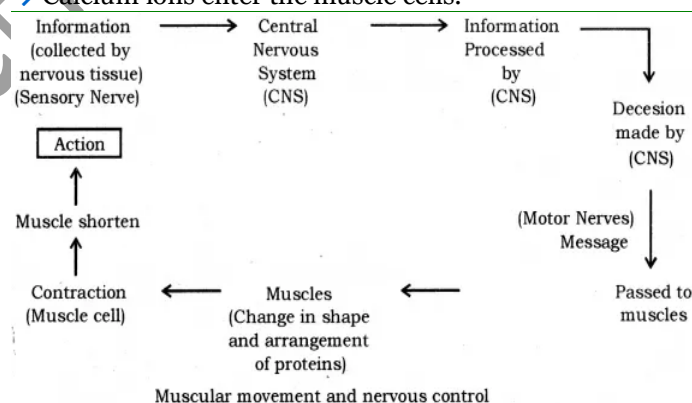 Calcium ions enter the muscle cells.
Information
(collected by
nervous tissue)
(Sensory Nerve)
Central
Nervous
System
(CNS)
Information
Processed
by
(CNS)
Decesion
made by
(CNS)
(Motor Nerves)
Message
Passed to
muscles
Muscles
(Change in shape
and arrangement
of proteins)
Contraction
(Muscle cell)
Muscle shorten
Action
Muscular movement and nervous control